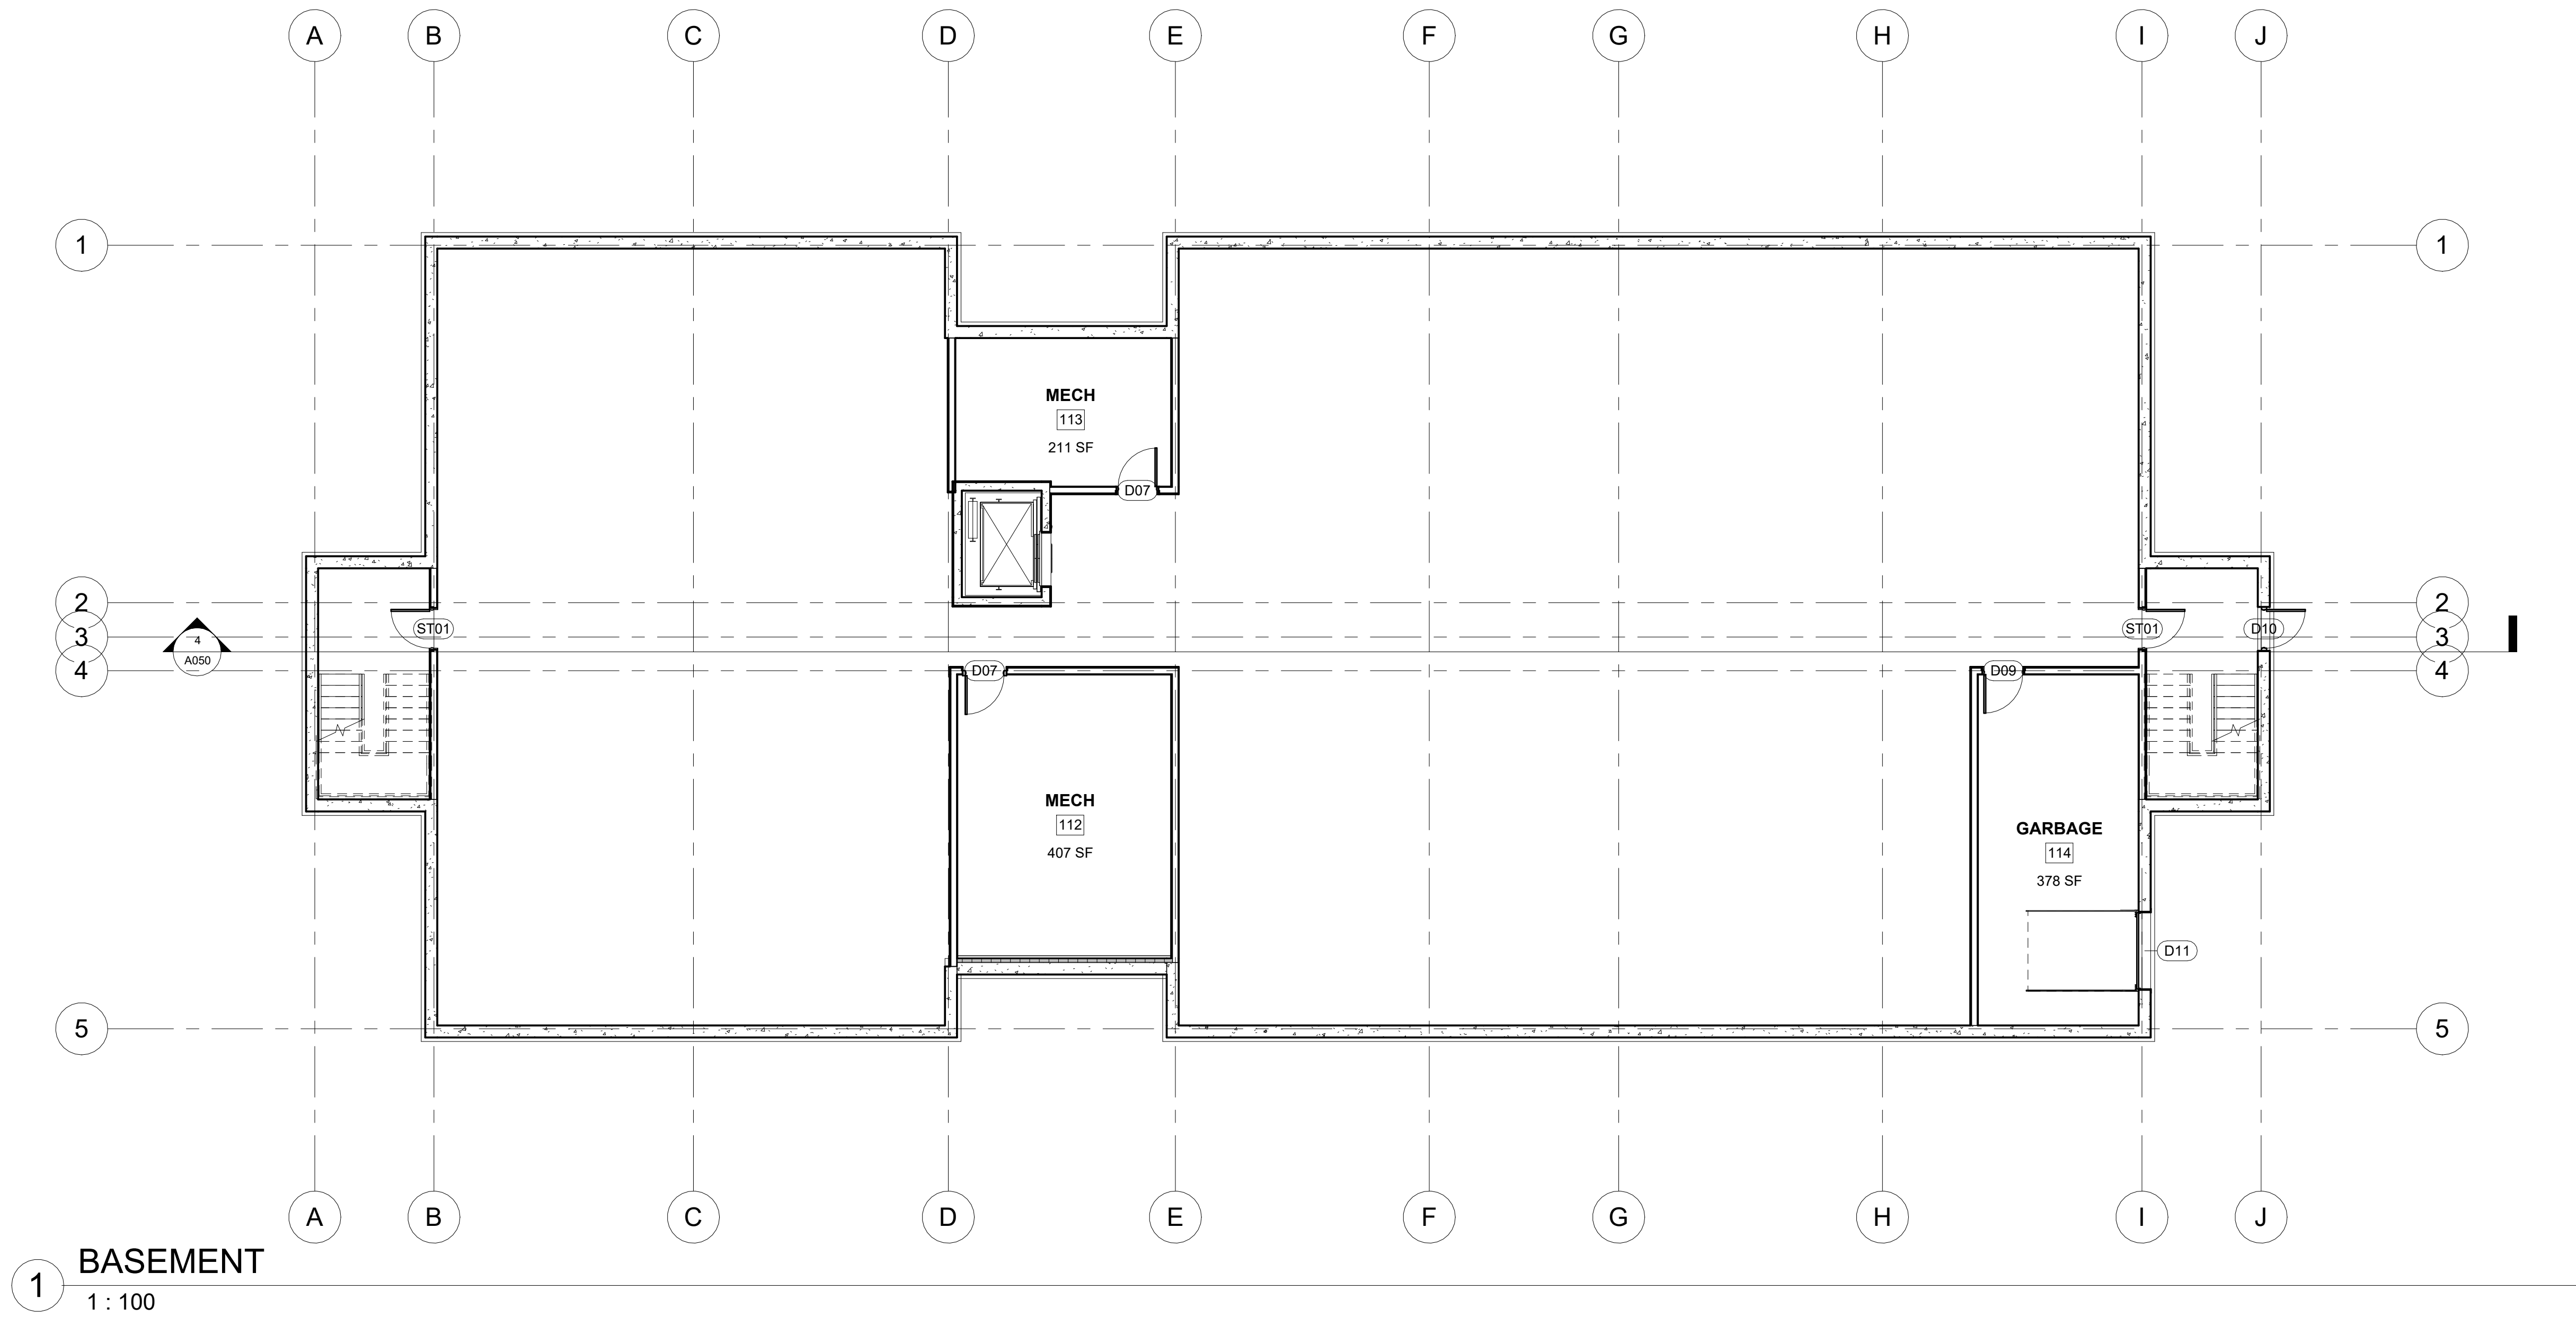 A B C D E F G H I J
1 1
MECH
113
211 SF
D07
2 2
ST01 ST01 D10
3 3
4
A050
4 4
D07 D09
MECH
112
407 SF
GARBAGE
114
378 SF
D11
5 5
A B C D E F G H I J
BASEMENT
1
1 : 100